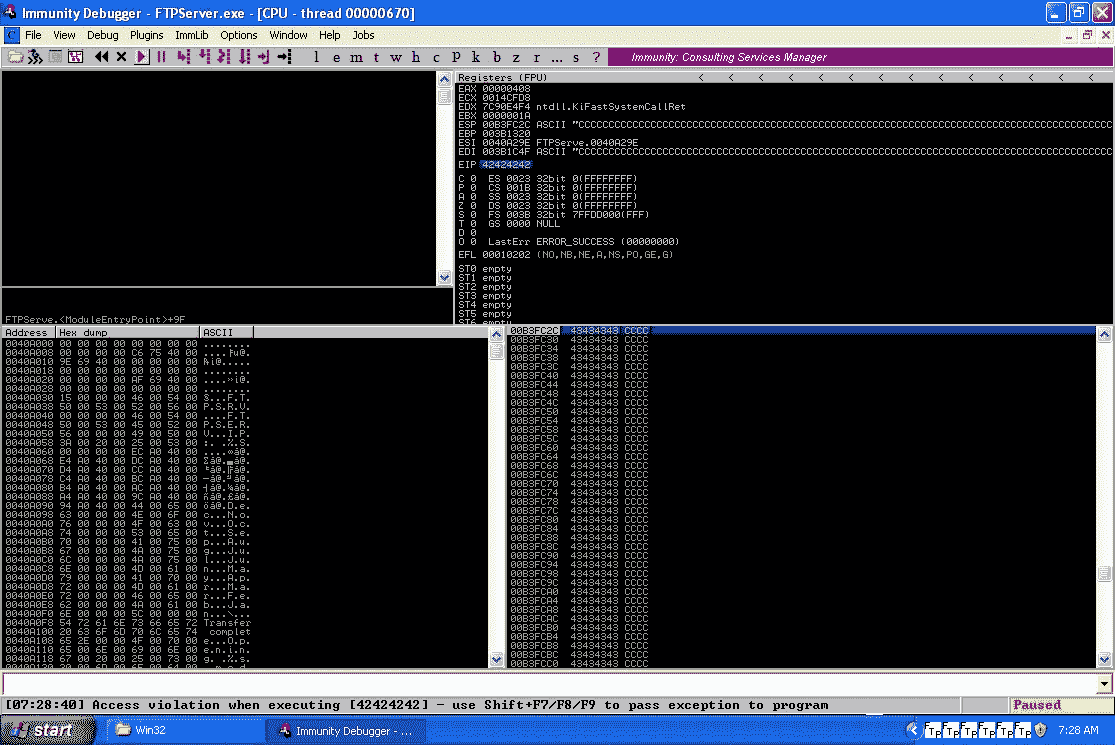 Immunity Debugger - FTPServer.exe - [CPU - thread 00000670]
C File View Debug Plugins ImmLib Options Window Help Jobs
l e m t w h c P k b z r ... s ? Immunity: Consulting Services Manager
Registers (FPU) < < < < < < < < < < < < < <
EAX 00000408
ECX 0014CFD8
EDX 7C90E4F4 ntdll.KiFastSystemCallRet
EBX 0000001A
ESP 00B3FC2C ASCII "CCCCCCCCCCCCCCCCCCCCCCCCCCCCCCCCCCCCCCCCCCCCCCCCCCCCCCCCCCCCCCCCCCCCCCCCCCCCCCCCCC
EBP 003B1320
ESI 0040A29E FTPServe.0040A29E
EDI 003B1C4F ASCII "CCCCCCCCCCCCCCCCCCCCCCCCCCCCCCCCCCCCCCCCCCCCCCCCCCCCCCCCCCCCCCCCCCCCCCCCCCCCCCCCCC
EIP 42424242
C 0 ES 0023 32bit 0(FFFFFFFF)
P 0 CS 001B 32bit 0(FFFFFFFF)
A 0 SS 0023 32bit 0(FFFFFFFF)
Z 0 DS 0023 32bit 0(FFFFFFFF)
S 0 FS 003B 32bit 7FFDD000(FFF)
T 0 GS 0000 NULL
D 0
O 0 LastErr ERROR_SUCCESS (00000000)
EFL 00010202 (NO,NB,NE,A,NS,PO,GE,G)
ST0 empty
ST1 empty
ST2 empty
ST3 empty
ST4 empty
ST5 empty
ST6 empty
FTPServe.<ModuleEntryPoint>+9F
Address Hex dump ASCII
0040A000 00 00 00 00 00 00 00 00 ........
0040A008 00 00 00 00 C6 75 40 00
0040A010 9E 69 40 00 00 00 00 00
0040A018 00 00 00 00 00 00 00 00 ........
0040A020 00 00 00 00 AF 69 40 00 ....»i@.
0040A028 00 00 00 00 00 00 00 00 ........
0040A030 15 00 00 00 46 00 54 00 §...F.T.
0040A038 50 00 53 00 52 00 56 00 P.S.R.V.
0040A040 00 00 00 00 46 00 54 00 ....F.T.
0040A048 50 00 53 00 45 00 52 00 P.S.E.R.
0040A050 56 00 00 00 49 00 50 00 V...I.P.
0040A058 3A 00 20 00 25 00 53 00 :. .%.S.
0040A060 00 00 00 00 EC A0 40 00 ....∞á@.
0040A068 E4 A0 40 00 DC A0 40 00 Σá@.▄á@.
0040A070 D4 A0 40 00 CC A0 40 00 ╘á@.╠á@.
0040A078 C4 A0 40 00 BC A0 40 00 ─á@.╝á@.
0040A080 B4 A0 40 00 AC A0 40 00 ┤á@.¼á@.
0040A088 A4 A0 40 00 9C A0 40 00 ñá@.£á@.
0040A090 94 A0 40 00 44 00 65 00 öá@.D.e.
0040A098 63 00 00 00 4E 00 6F 00 c...N.o.
0040A0A0 76 00 00 00 4F 00 63 00 v...O.c.
0040A0A8 74 00 00 00 53 00 65 00 t...S.e.
0040A0B0 70 00 00 00 41 00 75 00 p...A.u.
0040A0B8 67 00 00 00 4A 00 75 00 g...J.u.
0040A0C0 6C 00 00 00 4A 00 75 00 l...J.u.
0040A0C8 6E 00 00 00 4D 00 61 00 n...M.a.
0040A0D0 79 00 00 00 41 00 70 00 y...A.p.
0040A0D8 72 00 00 00 4D 00 61 00 r...M.a.
0040A0E0 72 00 00 00 46 00 65 00 r...F.e.
0040A0E8 62 00 00 00 4A 00 61 00 b...J.a.
0040A0F0 6E 00 00 00 5C 00 00 00 n...\...
0040A0F8 54 72 61 6E 73 66 65 72 Transfer
0040A100 20 63 6F 6D 70 6C 65 74  complet
0040A108 65 2E 00 00 4F 00 70 00 e...O.p.
0040A110 65 00 6E 00 69 00 6E 00 e.n.i.n.
0040A118 67 00 20 00 25 00 73 00 g. .%.s.
00B3FC2C 43434343 CCCC
00B3FC30 43434343 CCCC
00B3FC34 43434343 CCCC
00B3FC38 43434343 CCCC
00B3FC3C 43434343 CCCC
00B3FC40 43434343 CCCC
00B3FC44 43434343 CCCC
00B3FC48 43434343 CCCC
00B3FC4C 43434343 CCCC
00B3FC50 43434343 CCCC
00B3FC54 43434343 CCCC
00B3FC58 43434343 CCCC
00B3FC5C 43434343 CCCC
00B3FC60 43434343 CCCC
00B3FC64 43434343 CCCC
00B3FC68 43434343 CCCC
00B3FC6C 43434343 CCCC
00B3FC70 43434343 CCCC
00B3FC74 43434343 CCCC
00B3FC78 43434343 CCCC
00B3FC7C 43434343 CCCC
00B3FC80 43434343 CCCC
00B3FC84 43434343 CCCC
00B3FC88 43434343 CCCC
00B3FC8C 43434343 CCCC
00B3FC90 43434343 CCCC
00B3FC94 43434343 CCCC
00B3FC98 43434343 CCCC
00B3FC9C 43434343 CCCC
00B3FCA0 43434343 CCCC
00B3FCA4 43434343 CCCC
00B3FCA8 43434343 CCCC
00B3FCAC 43434343 CCCC
00B3FCB0 43434343 CCCC
00B3FCB4 43434343 CCCC
00B3FCB8 43434343 CCCC
00B3FCBC 43434343 CCCC
00B3FCC0 43434343 CCCC
[07:28:40] Access violation when executing [42424242] - use Shift+F7/F8/F9 to pass exception to program Paused
start Win32 Immunity Debugger - ... Tp Tp Tp Tp Tp Tp 7:28 AM